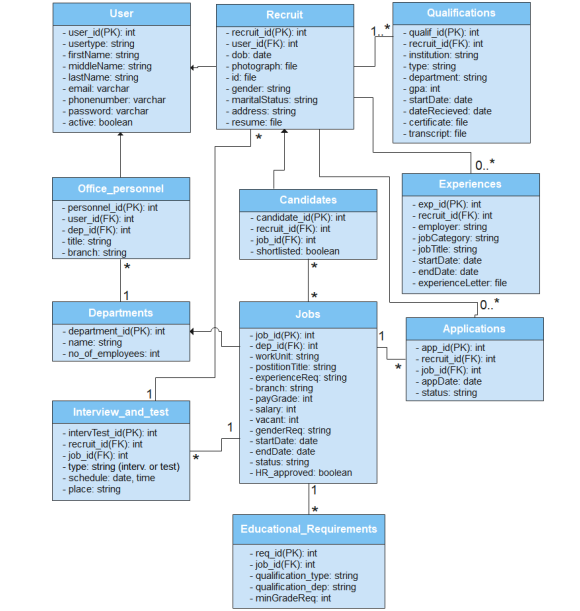 User
- user_id(PK): int
- usertype: string
- firstName: string
- middleName: string
- lastName: string
- email: varchar
- phonenumber: varchar
- password: varchar
- active: boolean
Recruit
- recruit_id(PK): int
- user_id(FK): int
- dob: date
- photograph: file
- id: file
- gender: string
- maritalStatus: string
- address: string
- resume: file
*
1..*
Qualifications
- qualif_id(PK): int
- recruit_id(FK): int
- institution: string
- type: string
- department: string
- gpa: int
- startDate: date
- dateRecieved: date
- certificate: file
- transcript: file
Office_personnel
- personnel_id(PK): int
- user_id(FK): int
- dep_id(FK): int
- title: string
- branch: string
*
1
Candidates
- candidate_id(PK): int
- recruit_id(FK): int
- job_id(FK): int
- shortlisted: boolean
*
*
0..*
Experiences
- exp_id(PK): int
- recruit_id(FK): int
- employer: string
- jobCategory: string
- jobTitle: string
- startDate: date
- endDate: date
- experienceLetter: file
Departments
- department_id(PK): int
- name: string
- no_of_employees: int
Jobs
- job_id(PK): int
- dep_id(FK): int
- workUnit: string
- postitionTitle: string
- experienceReq: string
- branch: string
- payGrade: int
- salary: int
- vacant: int
- genderReq: string
- startDate: date
- endDate: date
- status: string
- HR_approved: boolean
1
*
0..*
Applications
- app_id(PK): int
- recruit_id(FK): int
- job_id(FK): int
- appDate: date
- status: string
1
Interview_and_test
- intervTest_id(PK): int
- recruit_id(FK): int
- job_id(FK): int
- type: string (interv. or test)
- schedule: date, time
- place: string
1
*
1
*
Educational_Requirements
- req_id(PK): int
- job_id(FK): int
- qualification_type: string
- qualification_dep: string
- minGradeReq: int